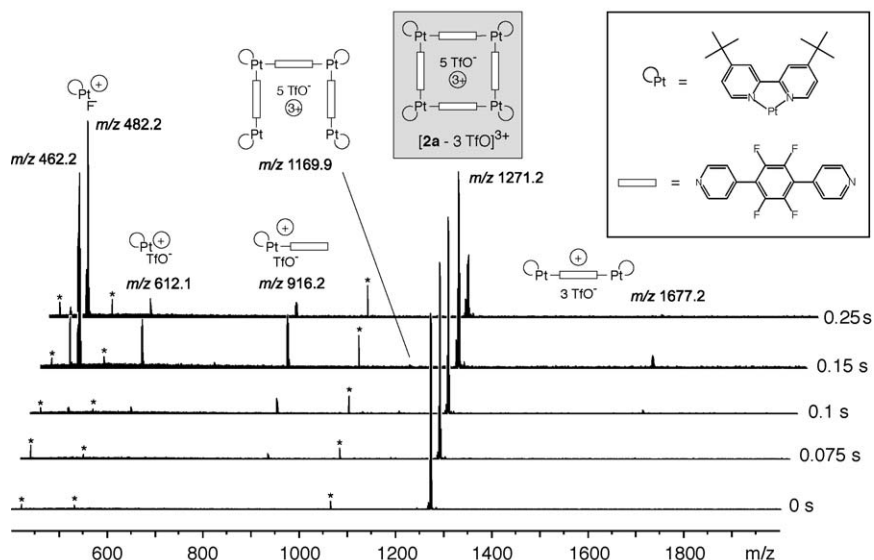 Pt +
F
m/z 482.2
m/z 462.2
Pt Pt
5 TfO⁻
3+
Pt Pt
m/z 1169.9
Pt Pt
5 TfO⁻
3+
Pt Pt
[2a - 3 TfO]³⁺
m/z 1271.2
Pt =
N N
Pt
=
N F F F F N
Pt +
TfO⁻
m/z 612.1
+
Pt
TfO⁻
m/z 916.2
+
Pt Pt
3 TfO⁻
m/z 1677.2
* * *
0.25 s
* * *
0.15 s
* * *
0.1 s
* * *
0.075 s
* * *
0 s
600 800 1000 1200 1400 1600 1800 m/z